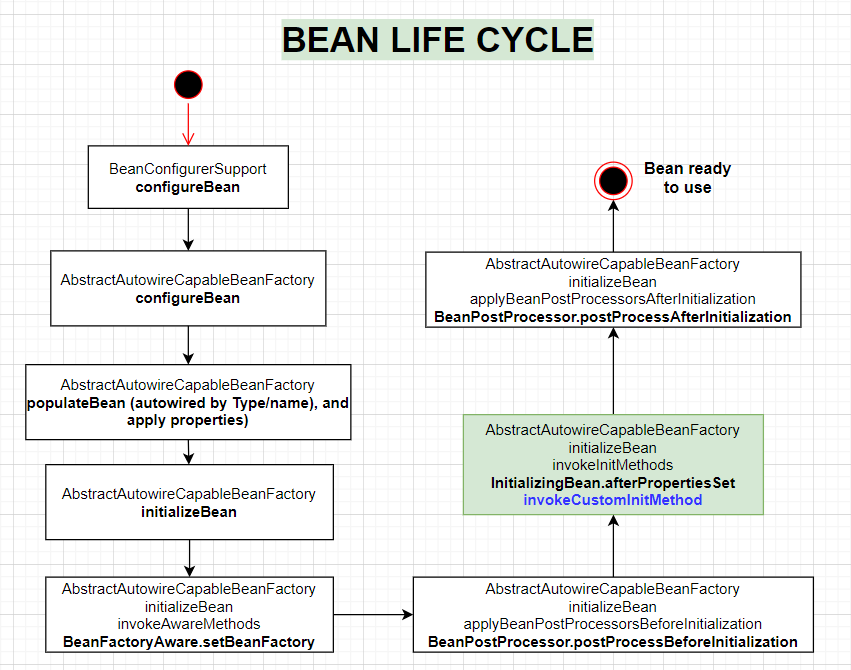 BEAN LIFE CYCLE
BeanConfigurerSupport
configureBean
AbstractAutowireCapableBeanFactory
configureBean
AbstractAutowireCapableBeanFactory
populateBean (autowired by Type/name), and
apply properties)
AbstractAutowireCapableBeanFactory
initializeBean
AbstractAutowireCapableBeanFactory
initializeBean
invokeAwareMethods
BeanFactoryAware.setBeanFactory
AbstractAutowireCapableBeanFactory
initializeBean
applyBeanPostProcessorsBeforeInitialization
BeanPostProcessor.postProcessBeforeInitialization
AbstractAutowireCapableBeanFactory
initializeBean
invokeInitMethods
InitializingBean.afterPropertiesSet
invokeCustomInitMethod
AbstractAutowireCapableBeanFactory
initializeBean
applyBeanPostProcessorsAfterInitialization
BeanPostProcessor.postProcessAfterInitialization
Bean ready
to use